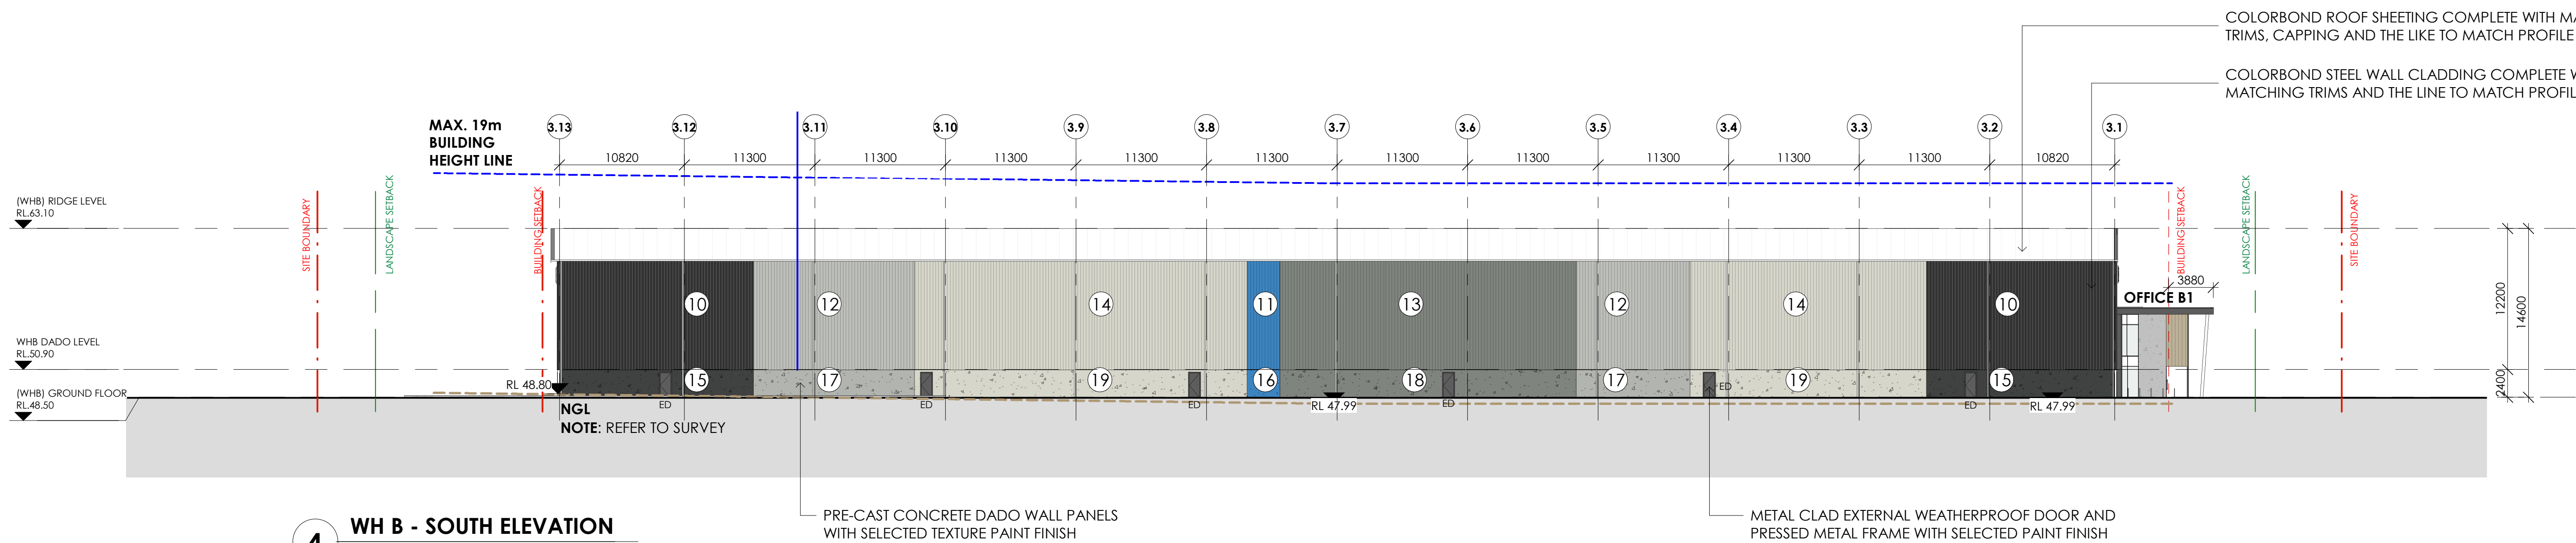 COLORBOND ROOF SHEETING COMPLETE WITH
TRIMS, CAPPING AND THE LIKE TO MATCH PROFILE
COLORBOND STEEL WALL CLADDING COMPLETE
MATCHING TRIMS AND THE LINE TO MATCH
MAX. 19m
BUILDING
HEIGHT LINE
3.13 3.12 3.11 3.10 3.9 3.8 3.7 3.6 3.5 3.4 3.3 3.2 3.1
10820 11300 11300 11300 11300 11300 11300 11300 11300 11300 11300 10820
(WHB) RIDGE LEVEL
RL.63.10
SITE BOUNDARY
LANDSCAPE SETBACK
BUILDING SETBACK
BUILDING SETBACK
LANDSCAPE SETBACK
SITE BOUNDARY
3880
OFFICE B1
12200
14600
2400
10 12 14 11 13 12 14 10
WHB DADO LEVEL
RL.50.90
15 17 19 16 18 17 19 15
RL 48.80
(WHB) GROUND FLOOR
RL.48.50
ED ED ED ED ED ED
NGL
NOTE: REFER TO SURVEY
RL 47.99
RL 47.99
4
WH B - SOUTH ELEVATION
PRE-CAST CONCRETE DADO WALL PANELS
WITH SELECTED TEXTURE PAINT FINISH
METAL CLAD EXTERNAL WEATHERPROOF DOOR AND
PRESSED METAL FRAME WITH SELECTED PAINT FINISH